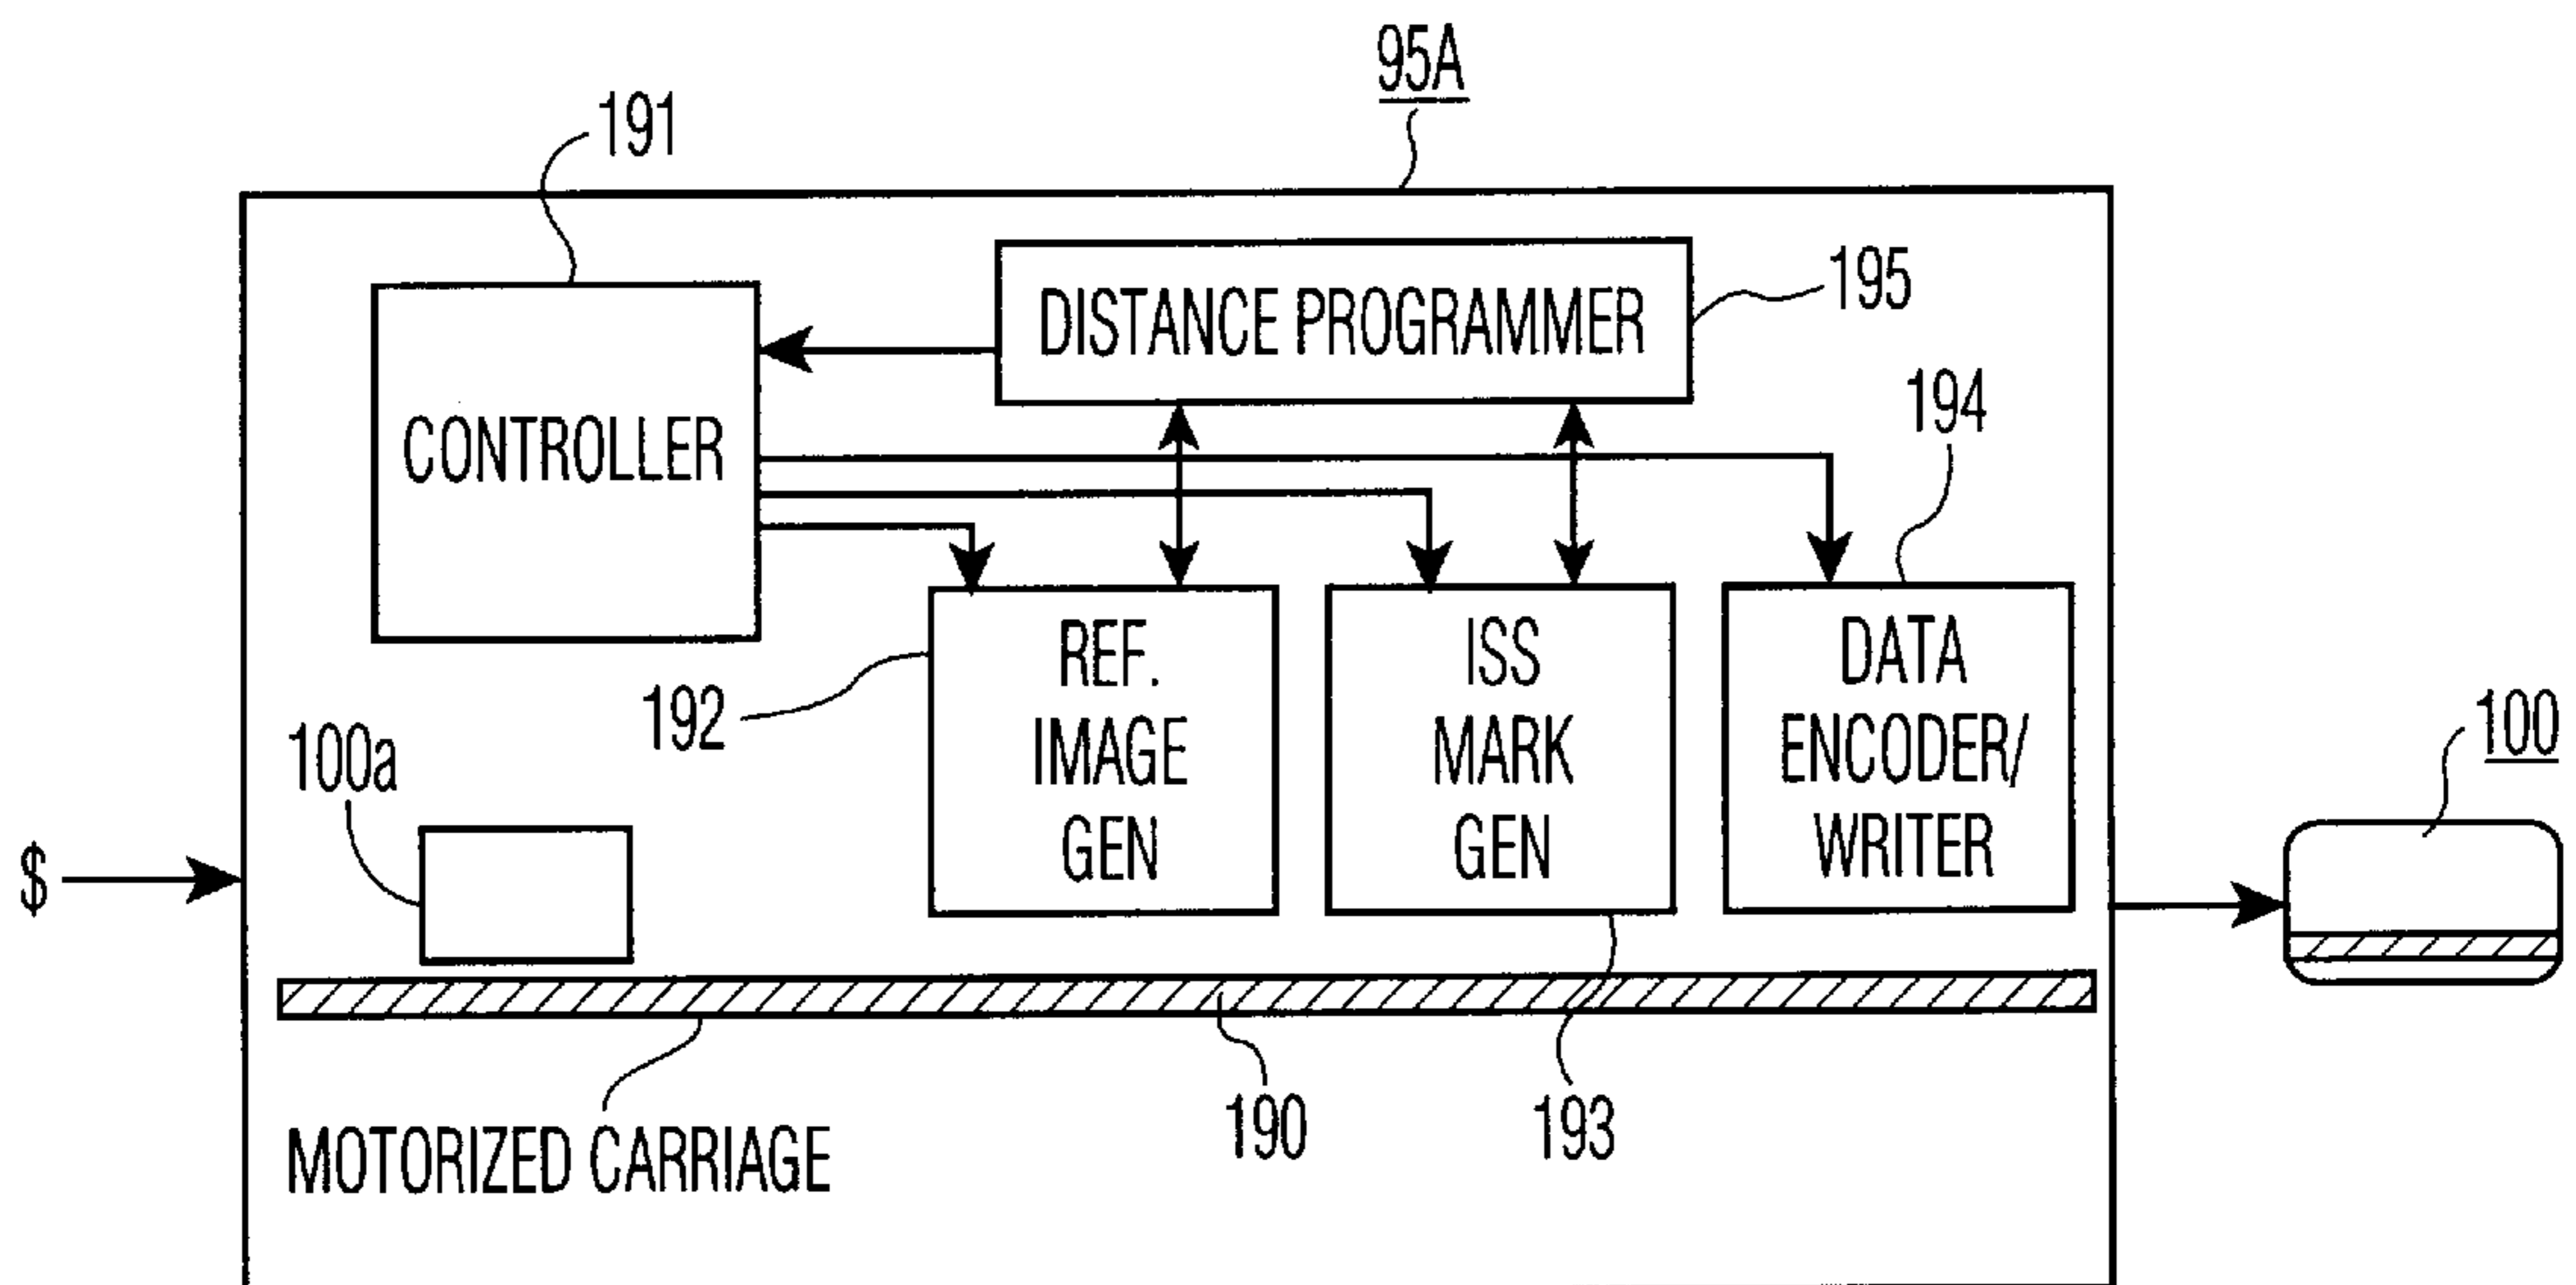 95A
191
DISTANCE PROGRAMMER
195
CONTROLLER
194
REF.
IMAGE
GEN
ISS
MARK
GEN
DATA
ENCODER/
WRITER
192
100a
100
$
190
193
MOTORIZED CARRIAGE